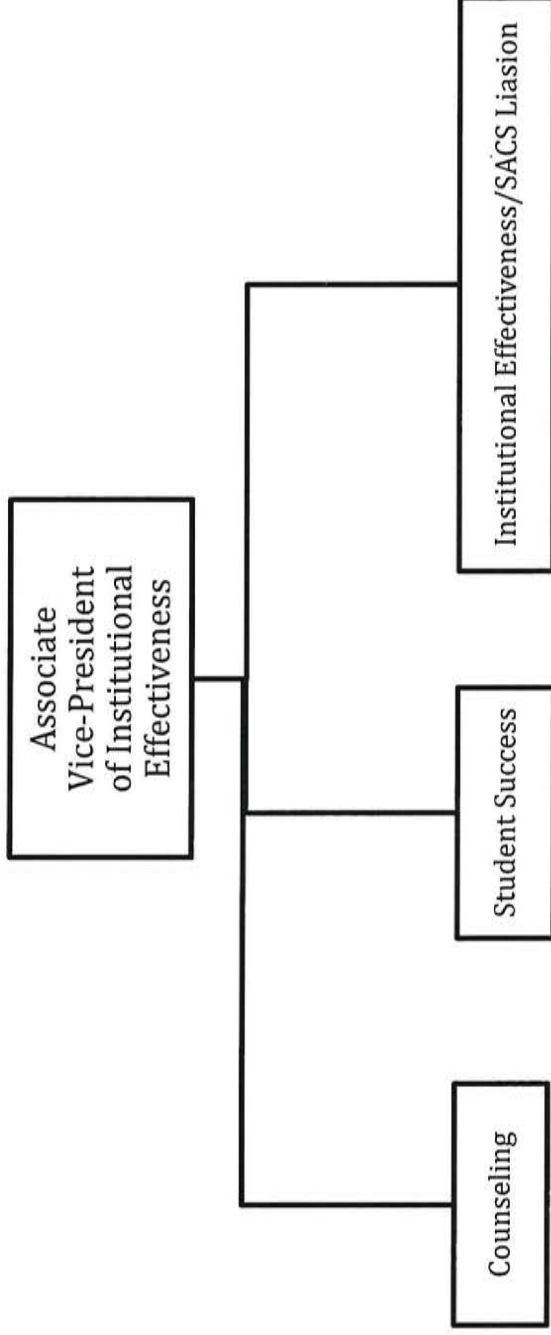 Associate
Vice-President
of Institutional
Effectiveness
Counseling
Student Success
Institutional Effectiveness/SACS Liasion